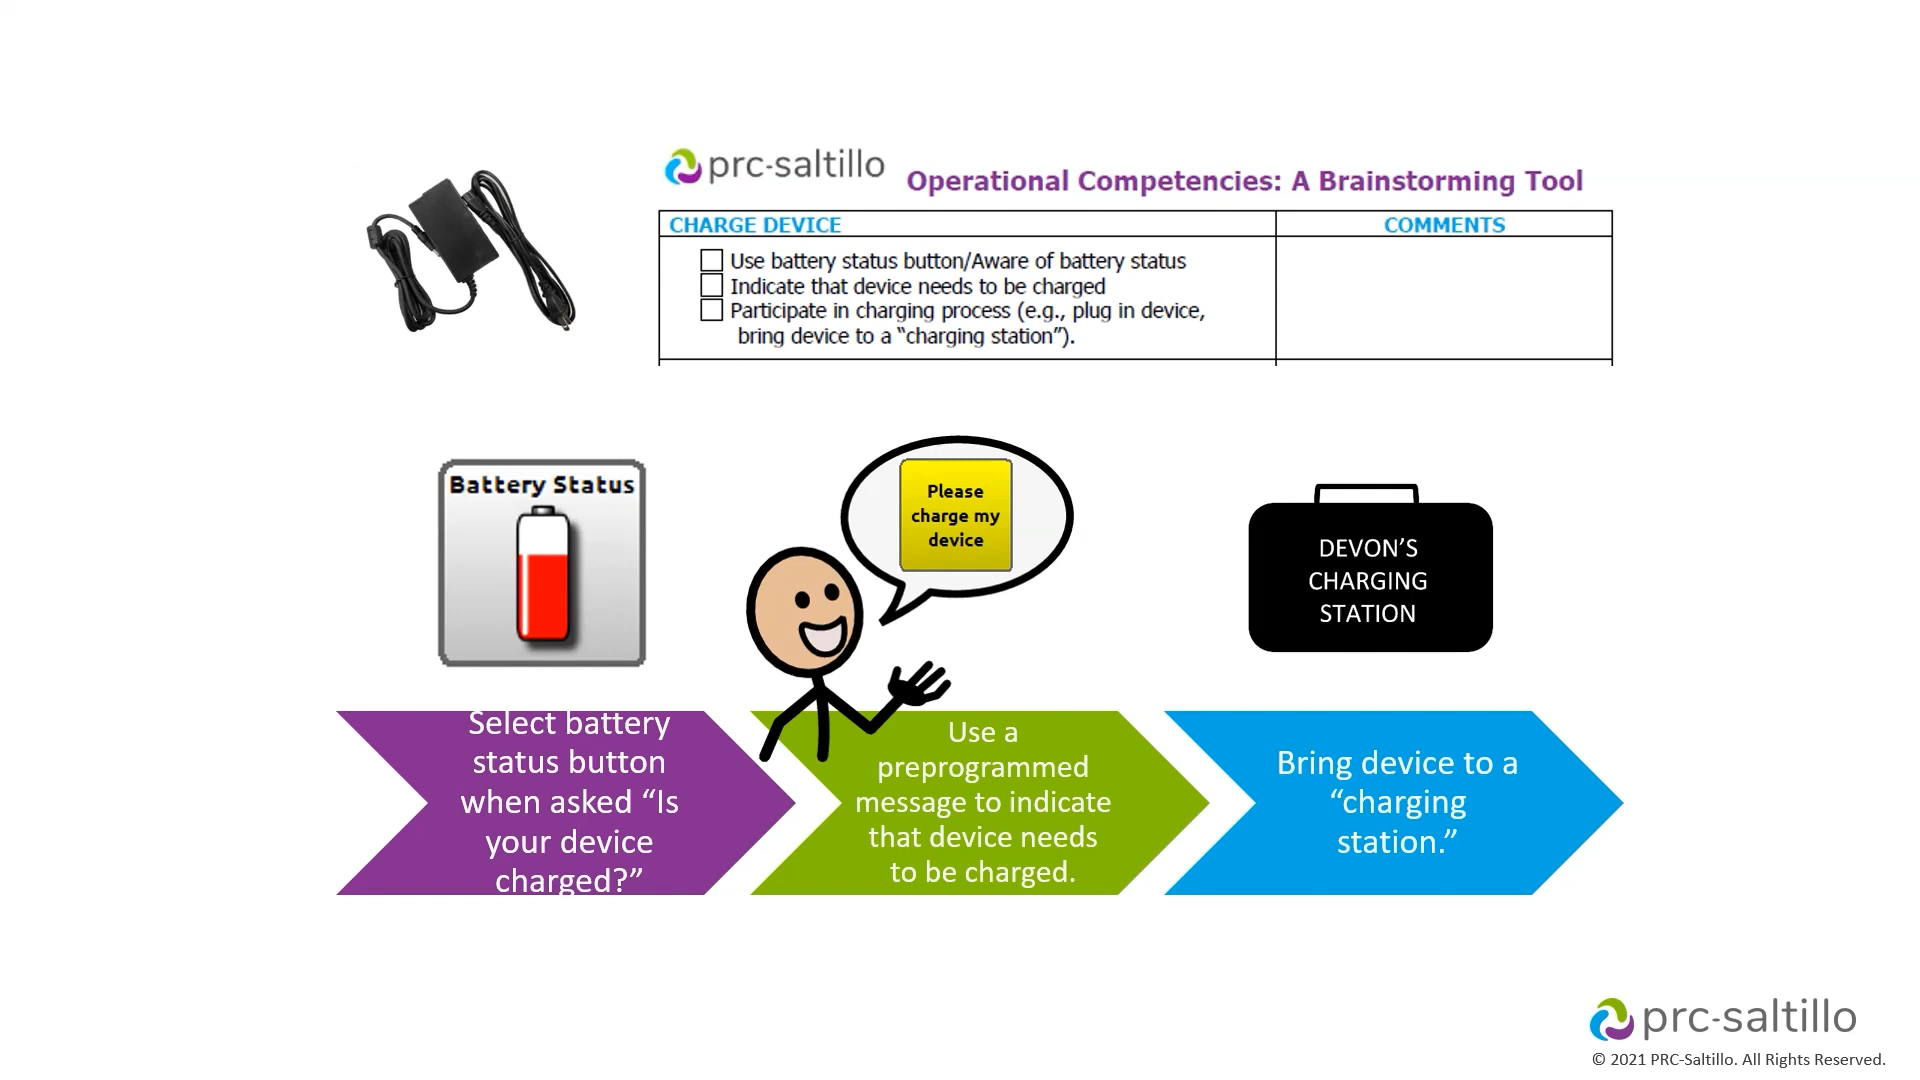 prc-saltillo
Operational Competencies: A Brainstorming Tool
CHARGE DEVICE
COMMENTS
Use battery status button/Aware of battery status
Indicate that device needs to be charged
Participate in charging process (e.g., plug in device,
bring device to a “charging station”).
Battery Status
Please
charge my
device
DEVON’S
CHARGING
STATION
Select battery
status button
when asked “Is
your device
charged?”
Use a
preprogrammed
message to indicate
that device needs
to be charged.
Bring device to a
“charging
station.”
prc-saltillo
© 2021 PRC-Saltillo. All Rights Reserved.